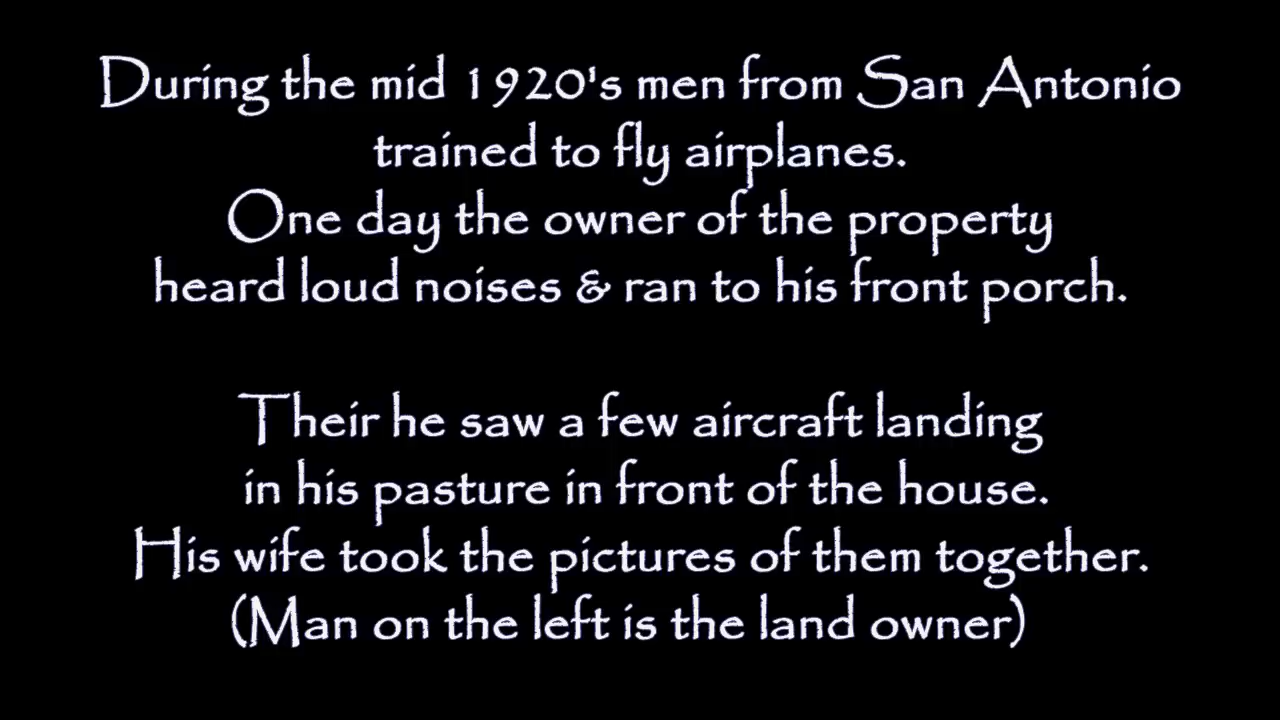 During the mid 1920's men from San Antonio
trained to fly airplanes.
One day the owner of the property
heard loud noises & ran to his front porch.
Their he saw a few aircraft landing
in his pasture in front of the house.
His wife took the pictures of them together.
(Man on the left is the land owner)